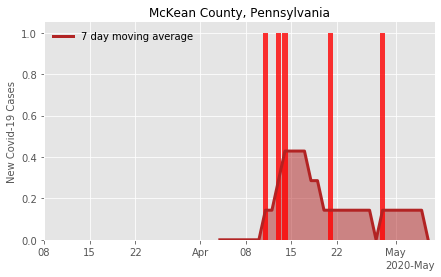 McKean County, Pennsylvania
7 day moving average
New Covid-19 Cases
1.0
0.8
0.6
0.4
0.2
0.0
08 15 22 Apr 08 15 22 May
2020-May